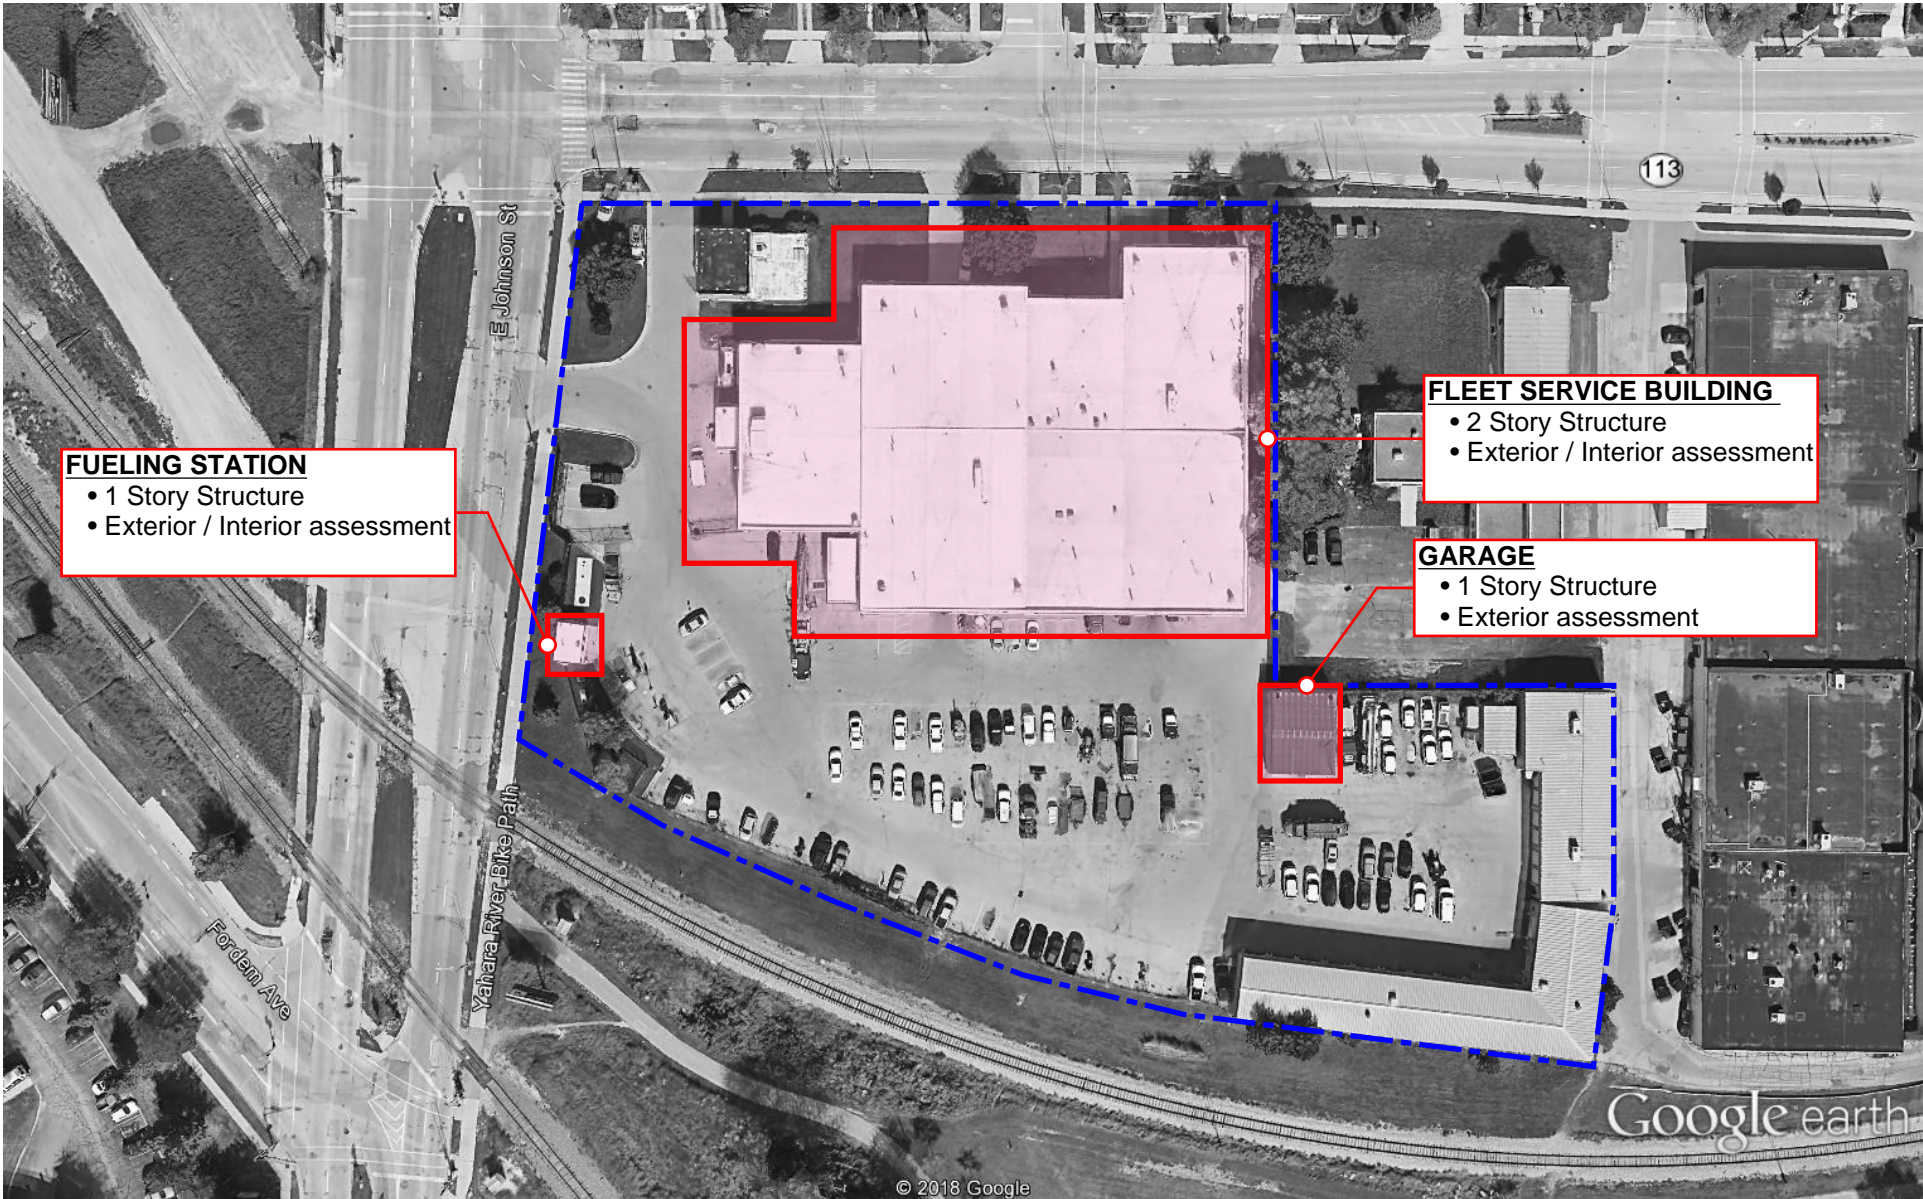 113
E Johnson St
FLEET SERVICE BUILDING
• 2 Story Structure
• Exterior / Interior assessment
FUELING STATION
• 1 Story Structure
• Exterior / Interior assessment
GARAGE
• 1 Story Structure
• Exterior assessment
Yahara River Bike Path
Fordem Ave
Google earth
© 2018 Google